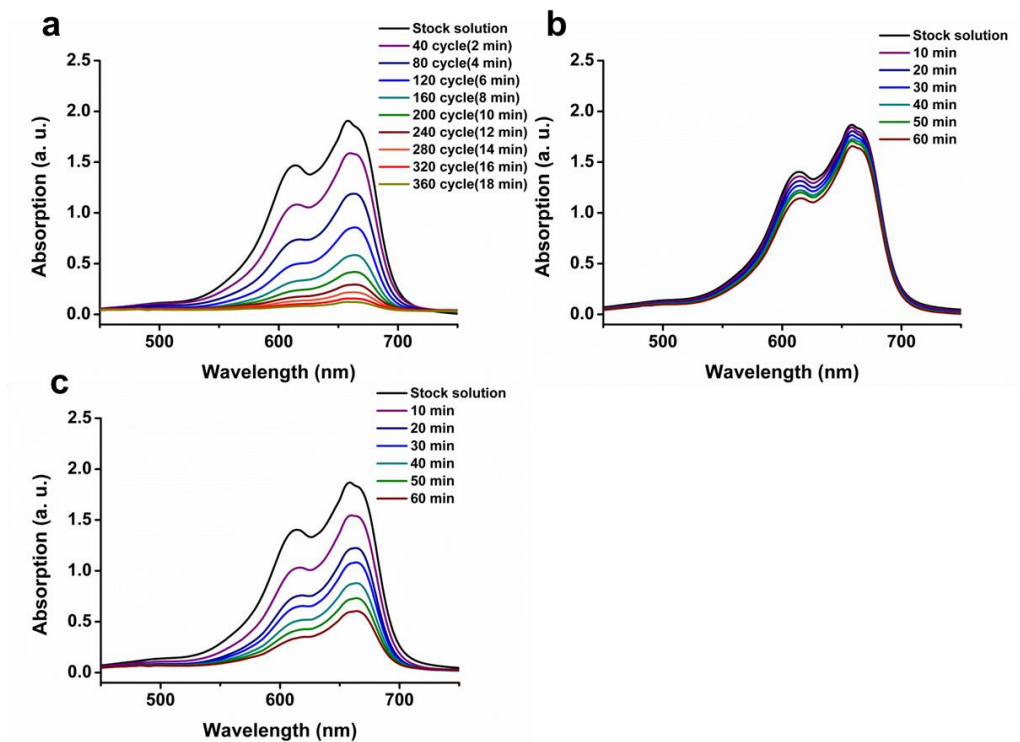 a
Stock solution
40 cycle(2 min)
80 cycle(4 min)
120 cycle(6 min)
160 cycle(8 min)
200 cycle(10 min)
240 cycle(12 min)
280 cycle(14 min)
320 cycle(16 min)
360 cycle(18 min)
2.5
2.0
1.5
1.0
0.5
0.0
Absorption (a. u.)
500
600
700
Wavelength (nm)
b
Stock solution
10 min
20 min
30 min
40 min
50 min
60 min
2.5
2.0
1.5
1.0
0.5
0.0
Absorption (a. u.)
500
600
700
Wavelength (nm)
c
Stock solution
10 min
20 min
30 min
40 min
50 min
60 min
2.5
2.0
1.5
1.0
0.5
0.0
Absorption (a. u.)
500
600
700
Wavelength (nm)